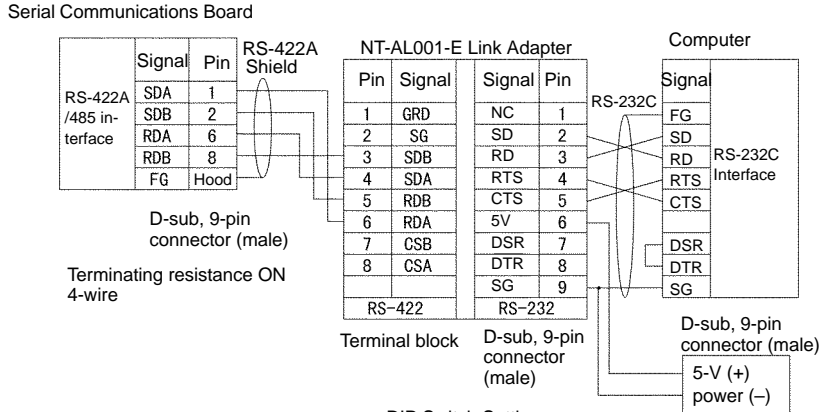 Serial Communications Board
RS-422A
/485 in-
terface
Signal Pin
SDA 1
SDB 2
RDA 6
RDB 8
FG Hood
RS-422A
Shield
D-sub, 9-pin
connector (male)
Terminating resistance ON
4-wire
NT-AL001-E Link Adapter
Pin Signal Signal Pin
1 GRD NC 1
2 SG SD 2
3 SDB RD 3
4 SDA RTS 4
5 RDB CTS 5
6 RDA 5V 6
7 CSB DSR 7
8 CSA DTR 8
SG 9
RS-422 RS-232
Terminal block
D-sub, 9-pin
connector
(male)
RS-232C
Computer
Signal
FG
SD
RD
RTS
CTS
DSR
DTR
SG
RS-232C
Interface
D-sub, 9-pin
connector (male)
5-V (+)
power (–)